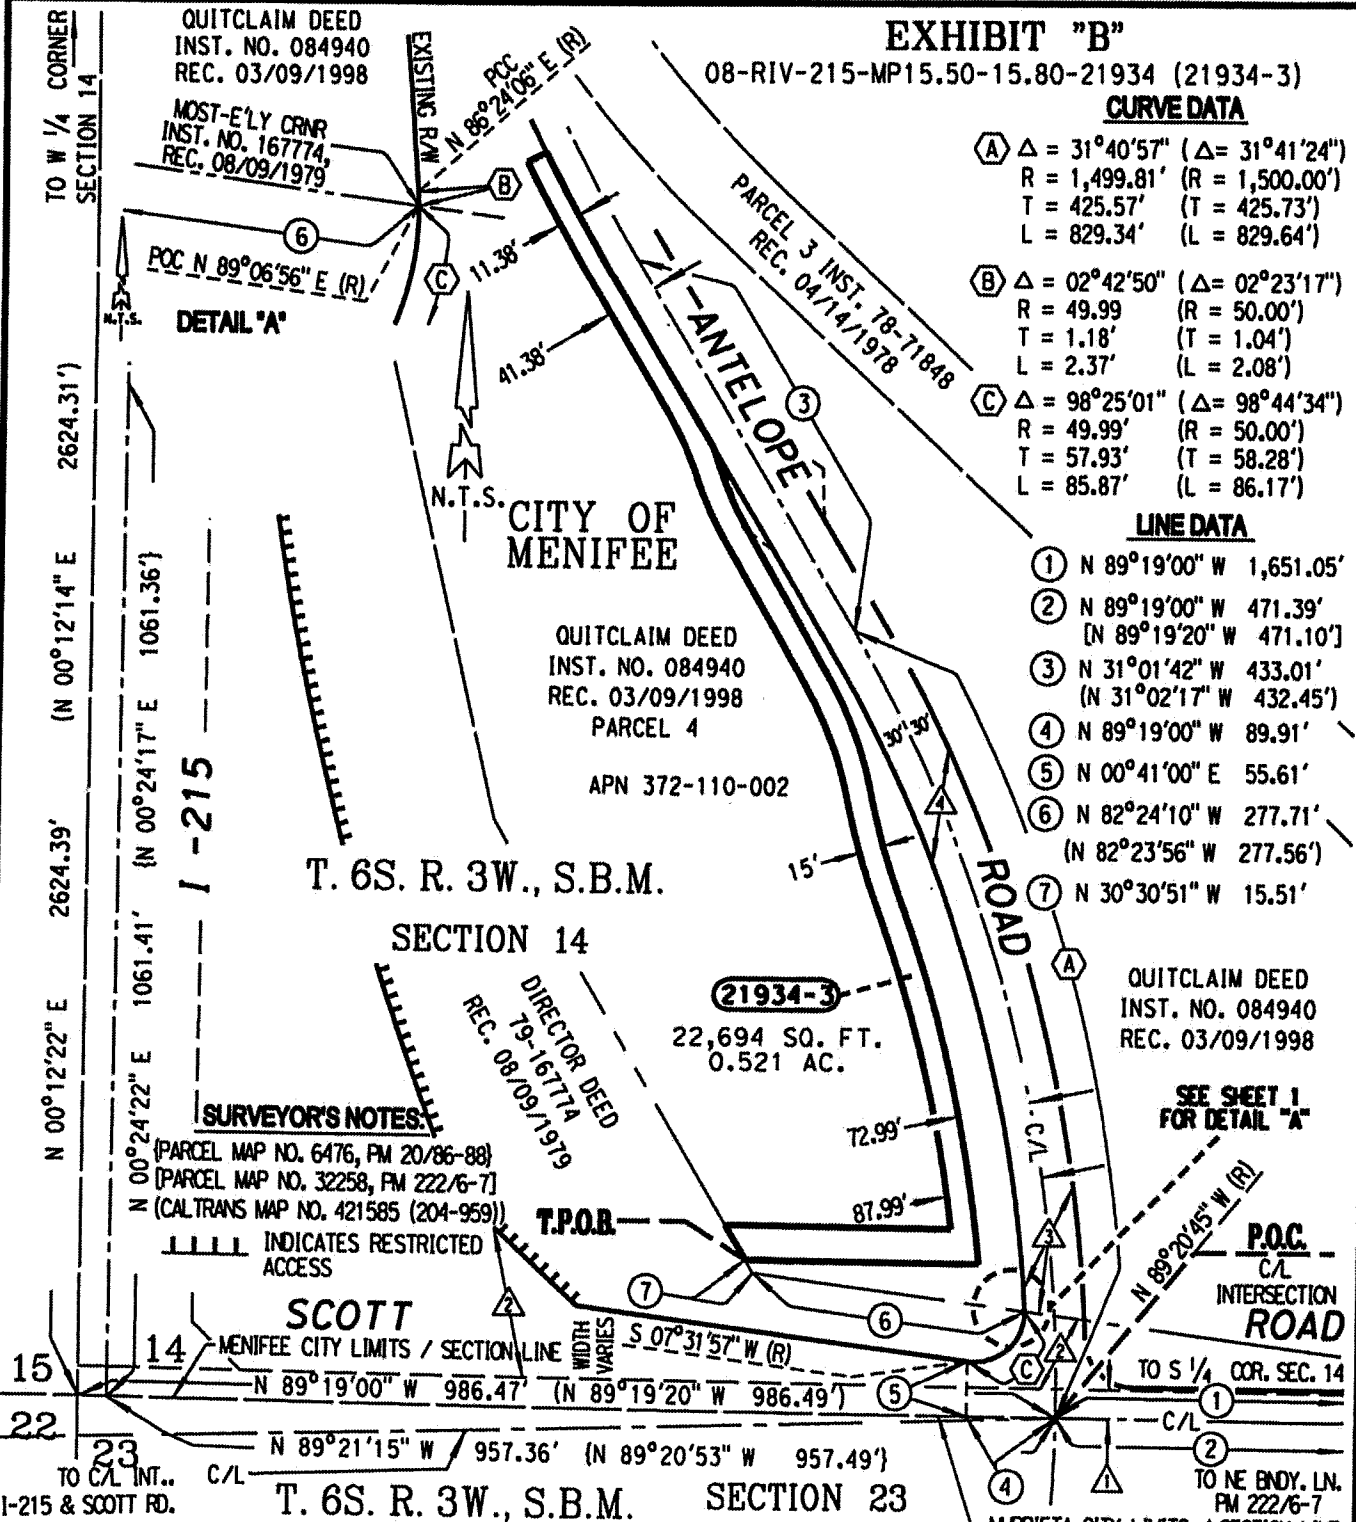 QUITCLAIM DEED
INST. NO. 084940
REC. 03/09/1998
EXHIBIT "B"
08-RIV-215-MP15.50-15.80-21934 (21934-3)
TO W 1/4 CORNER
SECTION 14
MOST-E'LY CRNR
INST. NO. 167774,
REC. 08/09/1979
EXISTING R/W
PCC
N 86°24'06" E (R)
B
6
POC N 89°06'56" E (R)
C
N.T.S.
DETAIL "A"
CURVE DATA
A Δ = 31°40'57" (Δ= 31°41'24")
R = 1,499.81' (R = 1,500.00')
T = 425.57' (T = 425.73')
L = 829.34' (L = 829.64')
B Δ = 02°42'50" (Δ= 02°23'17")
R = 49.99 (R = 50.00')
T = 1.18' (T = 1.04')
L = 2.37' (L = 2.08')
C Δ = 98°25'01" (Δ= 98°44'34")
R = 49.99' (R = 50.00')
T = 57.93' (T = 58.28')
L = 85.87' (L = 86.17')
LINE DATA
1 N 89°19'00" W 1,651.05'
2 N 89°19'00" W 471.39'
[N 89°19'20" W 471.10']
3 N 31°01'42" W 433.01'
(N 31°02'17" W 432.45')
4 N 89°19'00" W 89.91'
5 N 00°41'00" E 55.61'
6 N 82°24'10" W 277.71'
(N 82°23'56" W 277.56')
7 N 30°30'51" W 15.51'
PARCEL 3 INST. 78-71848
REC. 04/14/1978
11.38'
41.38'
ANTELOPE
3
N.T.S.
CITY OF
MENIFEE
QUITCLAIM DEED
INST. NO. 084940
REC. 03/09/1998
PARCEL 4
APN 372-110-002
30' 30'
4
15'
ROAD
A
N 00°12'22" E 2624.39' (N 00°12'14" E 2624.31')
N 00°24'22" E 1061.41' {N 00°24'17" E 1061.36'}
I-215
T. 6S. R. 3W., S.B.M.
SECTION 14
21934-3
22,694 SQ. FT.
0.521 AC.
DIRECTOR DEED
79-167774
REC. 08/09/1979
QUITCLAIM DEED
INST. NO. 084940
REC. 03/09/1998
SEE SHEET 1
FOR DETAIL "A"
C/L
72.99'
87.99'
SURVEYOR'S NOTES:
{PARCEL MAP NO. 6476, PM 20/86-88}
[PARCEL MAP NO. 32258, PM 222/6-7]
(CALTRANS MAP NO. 421585 (204-959))
INDICATES RESTRICTED
ACCESS
T.P.O.B.
7
6
3
N 89°20'45" W (R)
P.O.C.
C/L
INTERSECTION
ROAD
SCOTT
2
WIDTH
VARIES
S 07°31'57" W (R)
C
2
TO S 1/4 COR. SEC. 14
15
14
MENIFEE CITY LIMITS / SECTION LINE
N 89°19'00" W 986.47' (N 89°19'20" W 986.49')
5
1
C/L
22
23
N 89°21'15" W 957.36' {N 89°20'53" W 957.49'}
2
TO C/L INT..
I-215 & SCOTT RD.
C/L
T. 6S. R. 3W., S.B.M.
SECTION 23
4
1
TO NE BNDY. LN.
PM 222/6-7